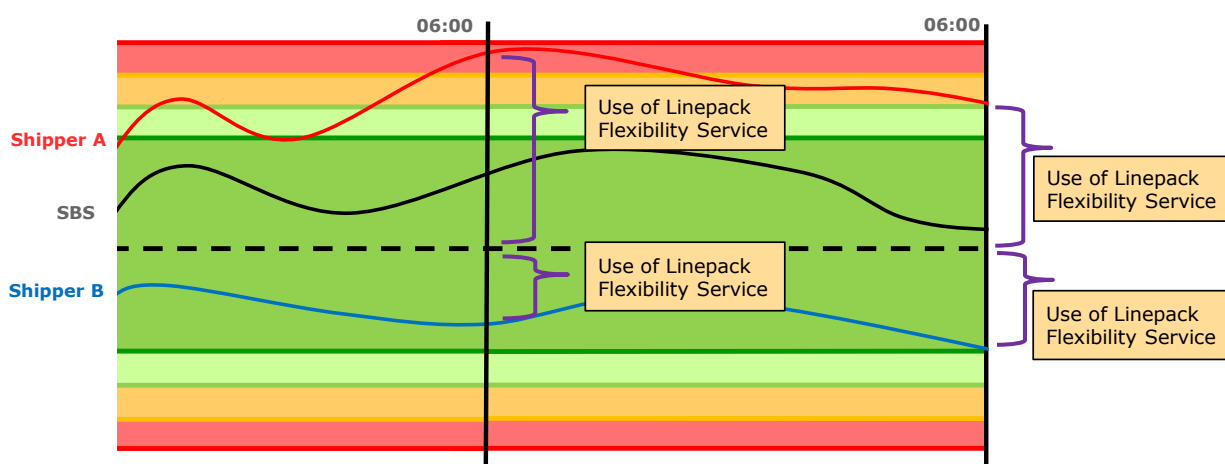 06:00
06:00
Use of Linepack
Flexibility Service
Shipper A
Use of Linepack
Flexibility Service
SBS
Use of Linepack
Flexibility Service
Shipper B
Use of Linepack
Flexibility Service